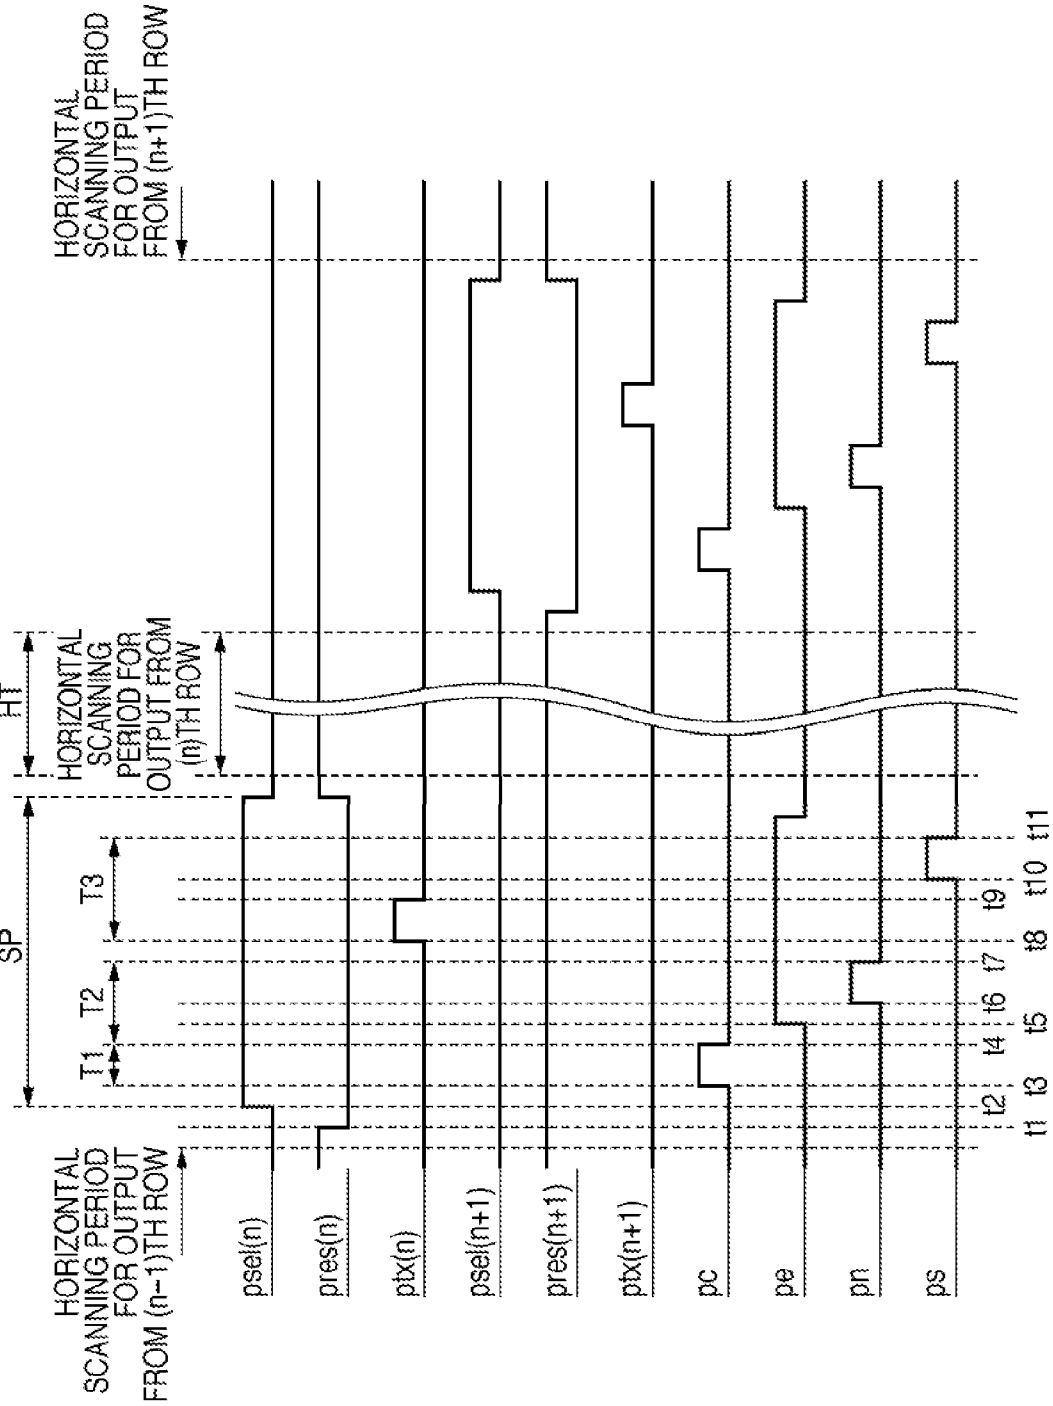 SP
HT
T1
T2
T3
HORIZONTAL
SCANNING PERIOD
FOR OUTPUT
FROM (n−1)TH ROW
HORIZONTAL
SCANNING
PERIOD FOR
OUTPUT FROM
(n)TH ROW
HORIZONTAL
SCANNING PERIOD
FOR OUTPUT
FROM (n+1)TH ROW
psel(n)
pres(n)
ptx(n)
psel(n+1)
pres(n+1)
ptx(n+1)
pc
pe
pn
ps
t1
t2
t3
t4
t5
t6
t7
t8
t9
t10
t11